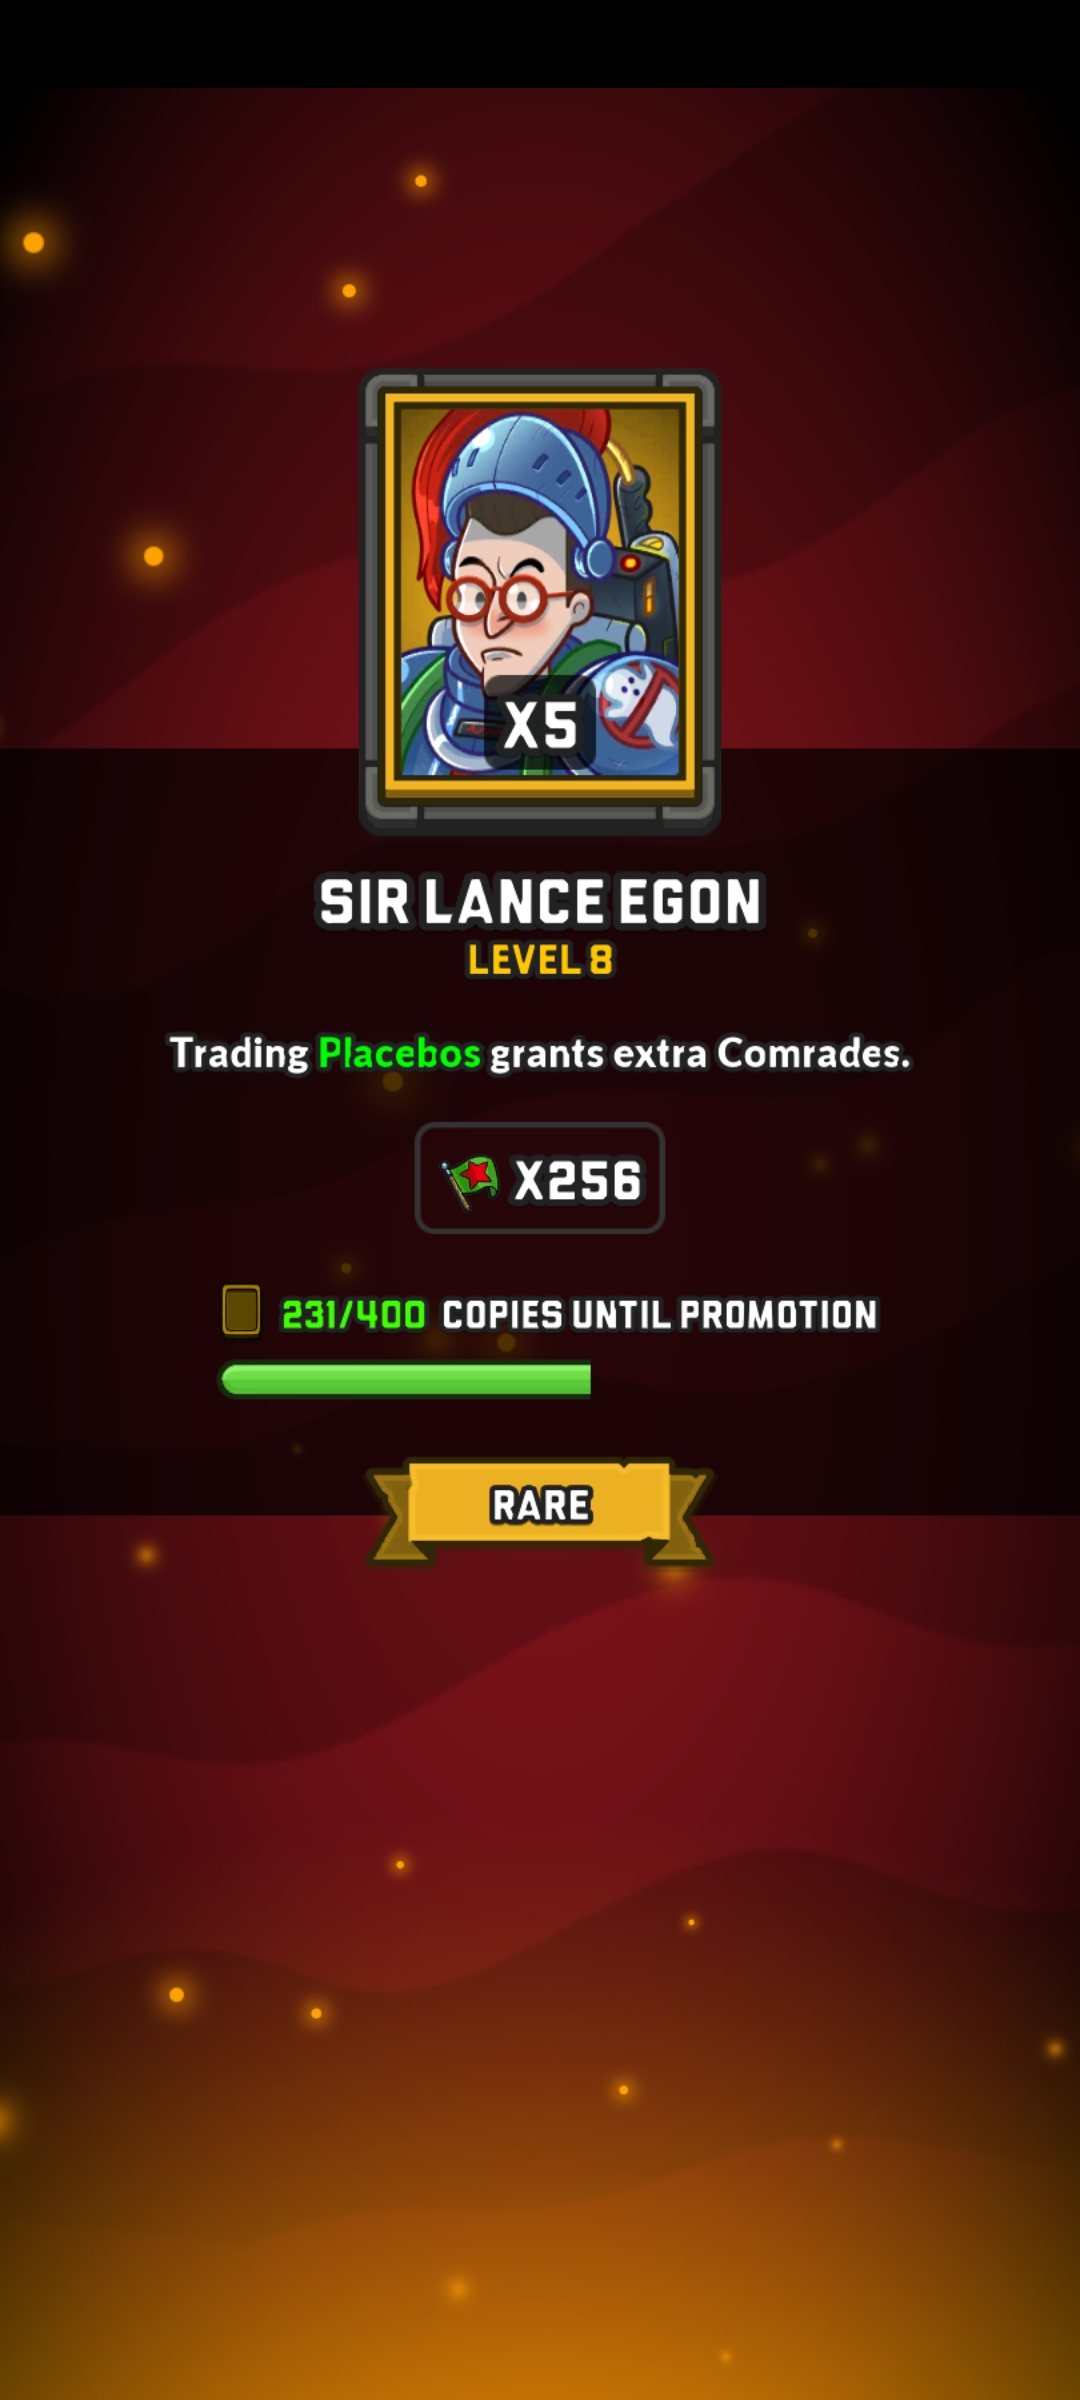 X5
SIR LANCE EGON
LEVEL 8
Trading Placebos grants extra Comrades.
X256
231/400 COPIES UNTIL PROMOTION
RARE